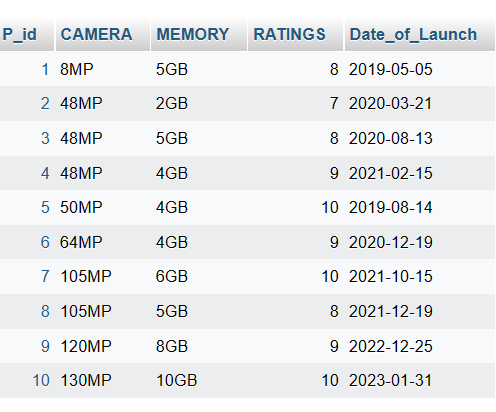 P_id CAMERA MEMORY RATINGS Date_of_Launch
1 8MP 5GB 8 2019-05-05
2 48MP 2GB 7 2020-03-21
3 48MP 5GB 8 2020-08-13
4 48MP 4GB 9 2021-02-15
5 50MP 4GB 10 2019-08-14
6 64MP 4GB 9 2020-12-19
7 105MP 6GB 10 2021-10-15
8 105MP 5GB 8 2021-12-19
9 120MP 8GB 9 2022-12-25
10 130MP 10GB 10 2023-01-31